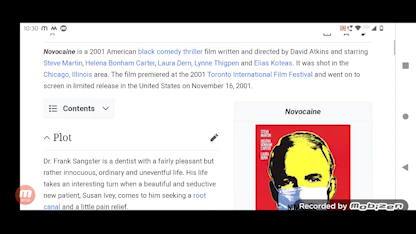 10:30 M M
Novocaine is a 2001 American black comedy thriller film written and directed by David Atkins and starring
Steve Martin, Helena Bonham Carter, Laura Dern, Lynne Thigpen and Elias Koteas. It was shot in the
Chicago, Illinois area. The film premiered at the 2001 Toronto International Film Festival and went on to
screen in limited release in the United States on November 16, 2001.
Contents
Plot
Dr. Frank Sangster is a dentist with a fairly pleasant but
rather innocuous, ordinary and uneventful life. His life
takes an interesting turn when a beautiful and seductive
new patient, Susan Ivey, comes to him seeking a root
canal and a little pain relief.
Novocaine
STEVE MARTIN
Recorded by mobizen